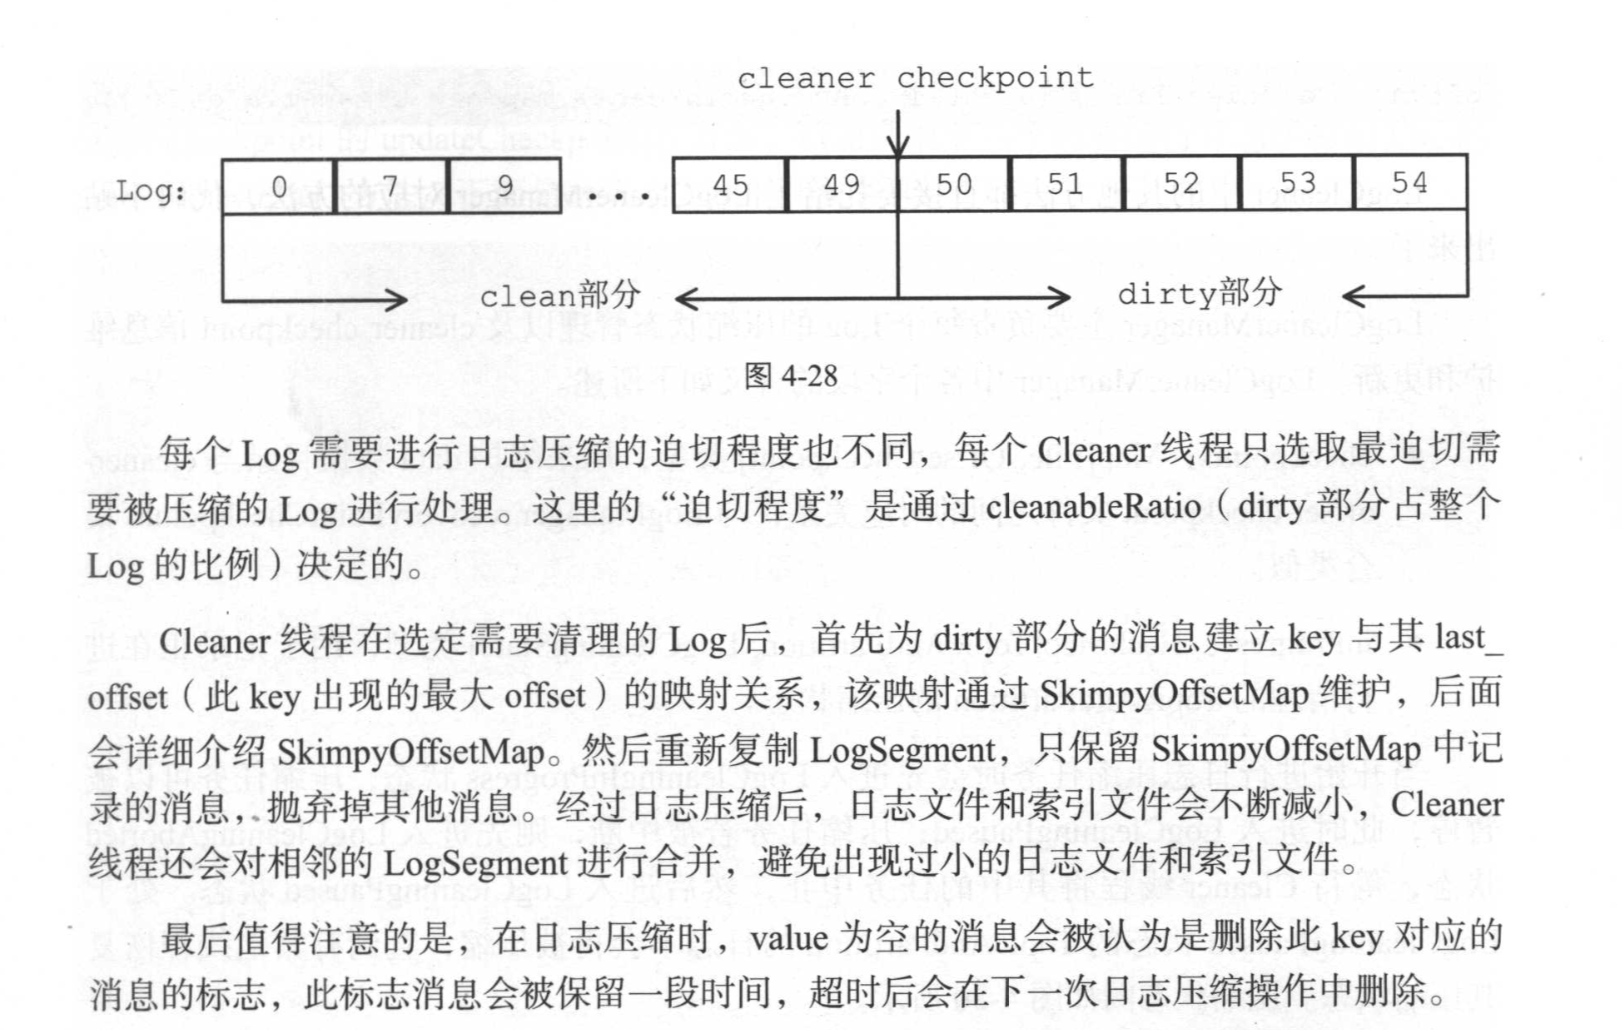 cleaner checkpoint
Log: 0 7 9 ... 45 49 50 51 52 53 54
clean部分 dirty部分
图 4-28
每个 Log 需要进行日志压缩的迫切程度也不同，每个 Cleaner 线程只选取最迫切需
要被压缩的 Log 进行处理。这里的“迫切程度”是通过 cleanableRatio（dirty 部分占整个
Log 的比例）决定的。
Cleaner 线程在选定需要清理的 Log 后，首先为 dirty 部分的消息建立 key 与其 last_
offset（此 key 出现的最大 offset）的映射关系，该映射通过 SkimpyOffsetMap 维护，后面
会详细介绍 SkimpyOffsetMap。然后重新复制 LogSegment，只保留 SkimpyOffsetMap 中记
录的消息，抛弃掉其他消息。经过日志压缩后，日志文件和索引文件会不断减小，Cleaner
线程还会对相邻的 LogSegment 进行合并，避免出现过小的日志文件和索引文件。
最后值得注意的是，在日志压缩时，value 为空的消息会被认为是删除此 key 对应的
消息的标志，此标志消息会被保留一段时间，超时后会在下一次日志压缩操作中删除。